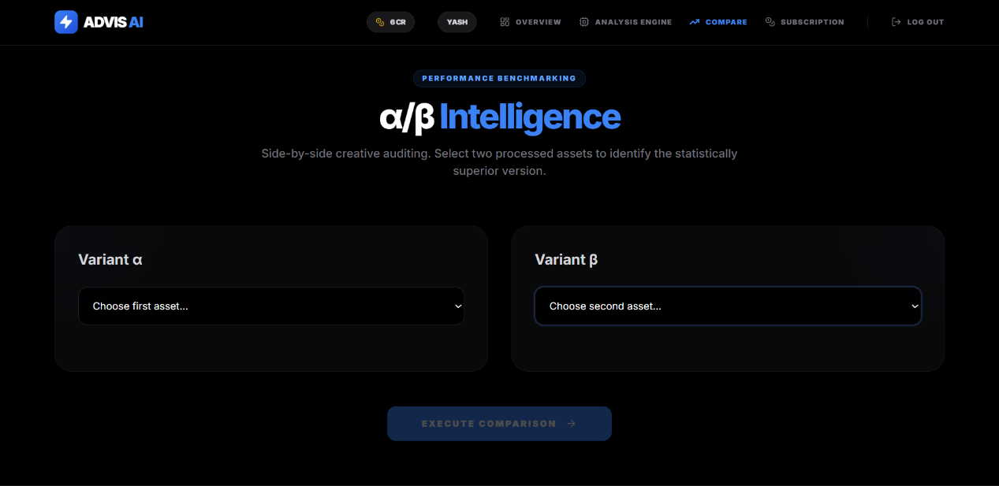 ADVIS AI
6CR
YASH
OVERVIEW
ANALYSIS ENGINE
COMPARE
SUBSCRIPTION
LOG OUT
PERFORMANCE BENCHMARKING
α/β Intelligence
Side-by-side creative auditing. Select two processed assets to identify the statistically
superior version.
Variant α
Choose first asset...
Variant β
Choose second asset...
EXECUTE COMPARISON →